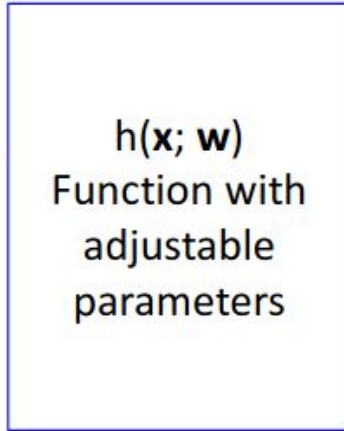 h(x; w)
Function with
adjustable
parameters